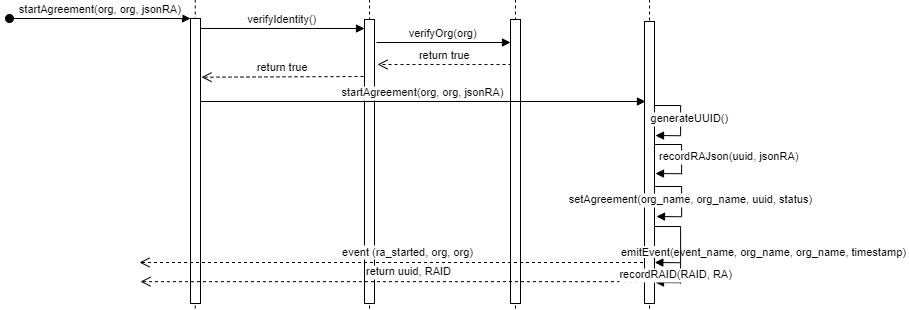 startAgreement(org, org, jsonRA)
verifyIdentity()
verifyOrg(org)
return true
return true
startAgreement(org, org, jsonRA)
generateUUID()
recordRAJson(uuid, jsonRA)
setAgreement(org_name, org_name, uuid, status)
event (ra_started, org, org)
emitEvent(event_name, org_name, org_name, timestamp)
return uuid, RAID
recordRAID(RAID, RA)